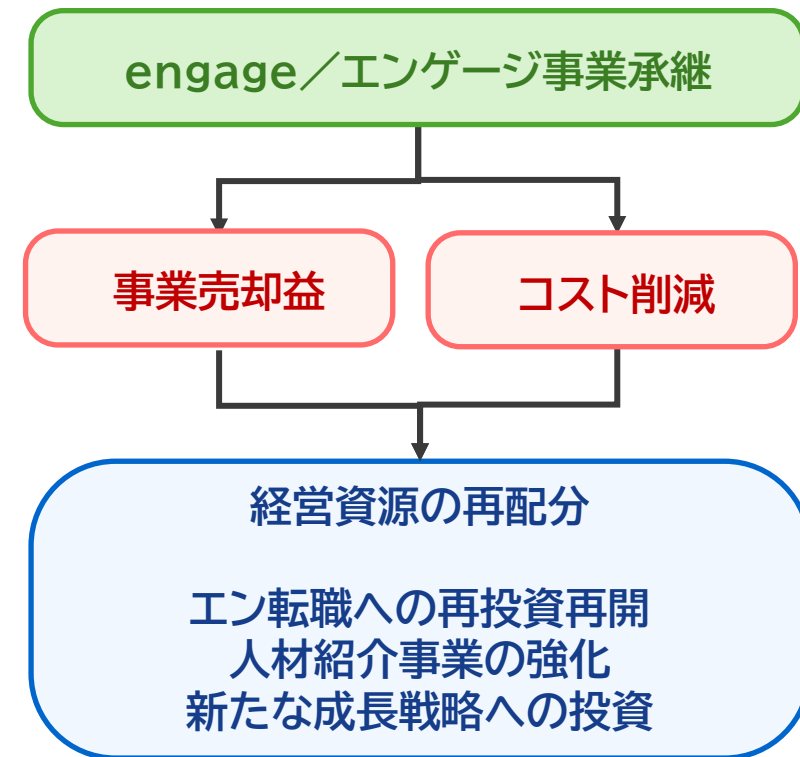 engage／エンゲージ事業承継
事業売却益
コスト削減
経営資源の再配分
エン転職への再投資再開
人材紹介事業の強化
新たな成長戦略への投資